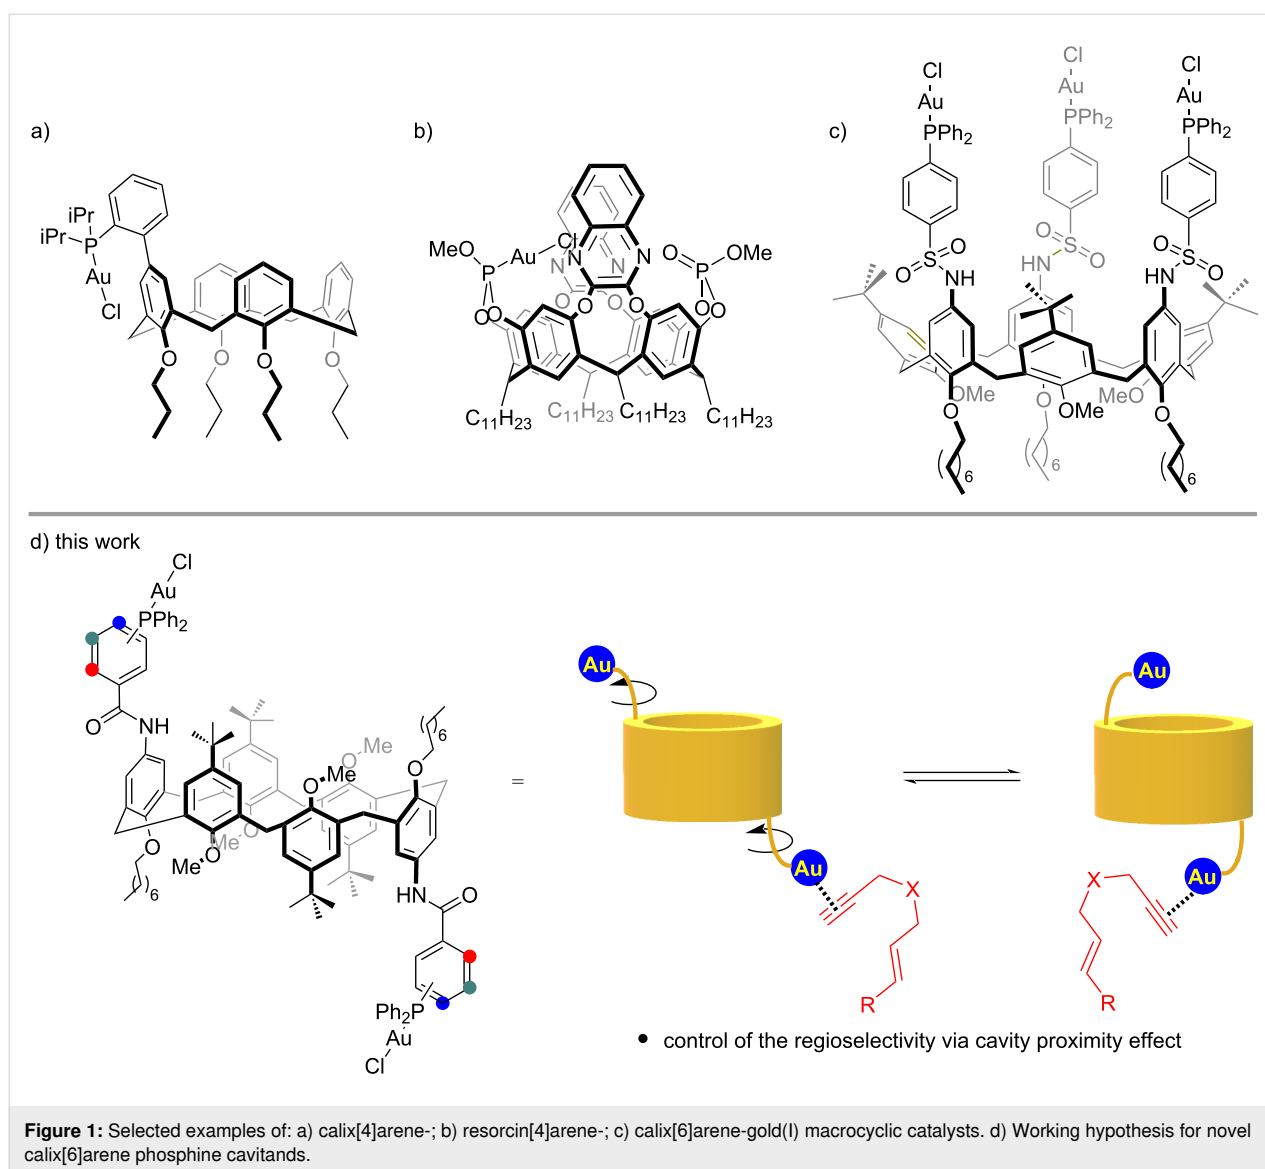 a)
iPr
iPr
P
Au
Cl
O
O
O
O
b)
MeO
Au
Cl
P
N
N
N
N
O
P
OMe
O
O
O
O
O
O
O
C11H23
C11H23
C11H23
C11H23
c)
Cl
Au
PPh2
Cl
Au
PPh2
Cl
Au
PPh2
O
S
O
NH
HN
S
O
O
HN
S
O
O
OMe
O
6
O
6
OMe
MeO
O
6
d) this work
Cl
Au
PPh2
O
NH
O
6
MeO
MeO
OMe
OMe
O
6
HN
O
Ph2P
Au
Cl
=
Au
Au
X
R
Au
X
Au
R
• control of the regioselectivity via cavity proximity effect
Figure 1: Selected examples of: a) calix[4]arene-; b) resorcin[4]arene-; c) calix[6]arene-gold(I) macrocyclic catalysts. d) Working hypothesis for novel
calix[6]arene phosphine cavitands.